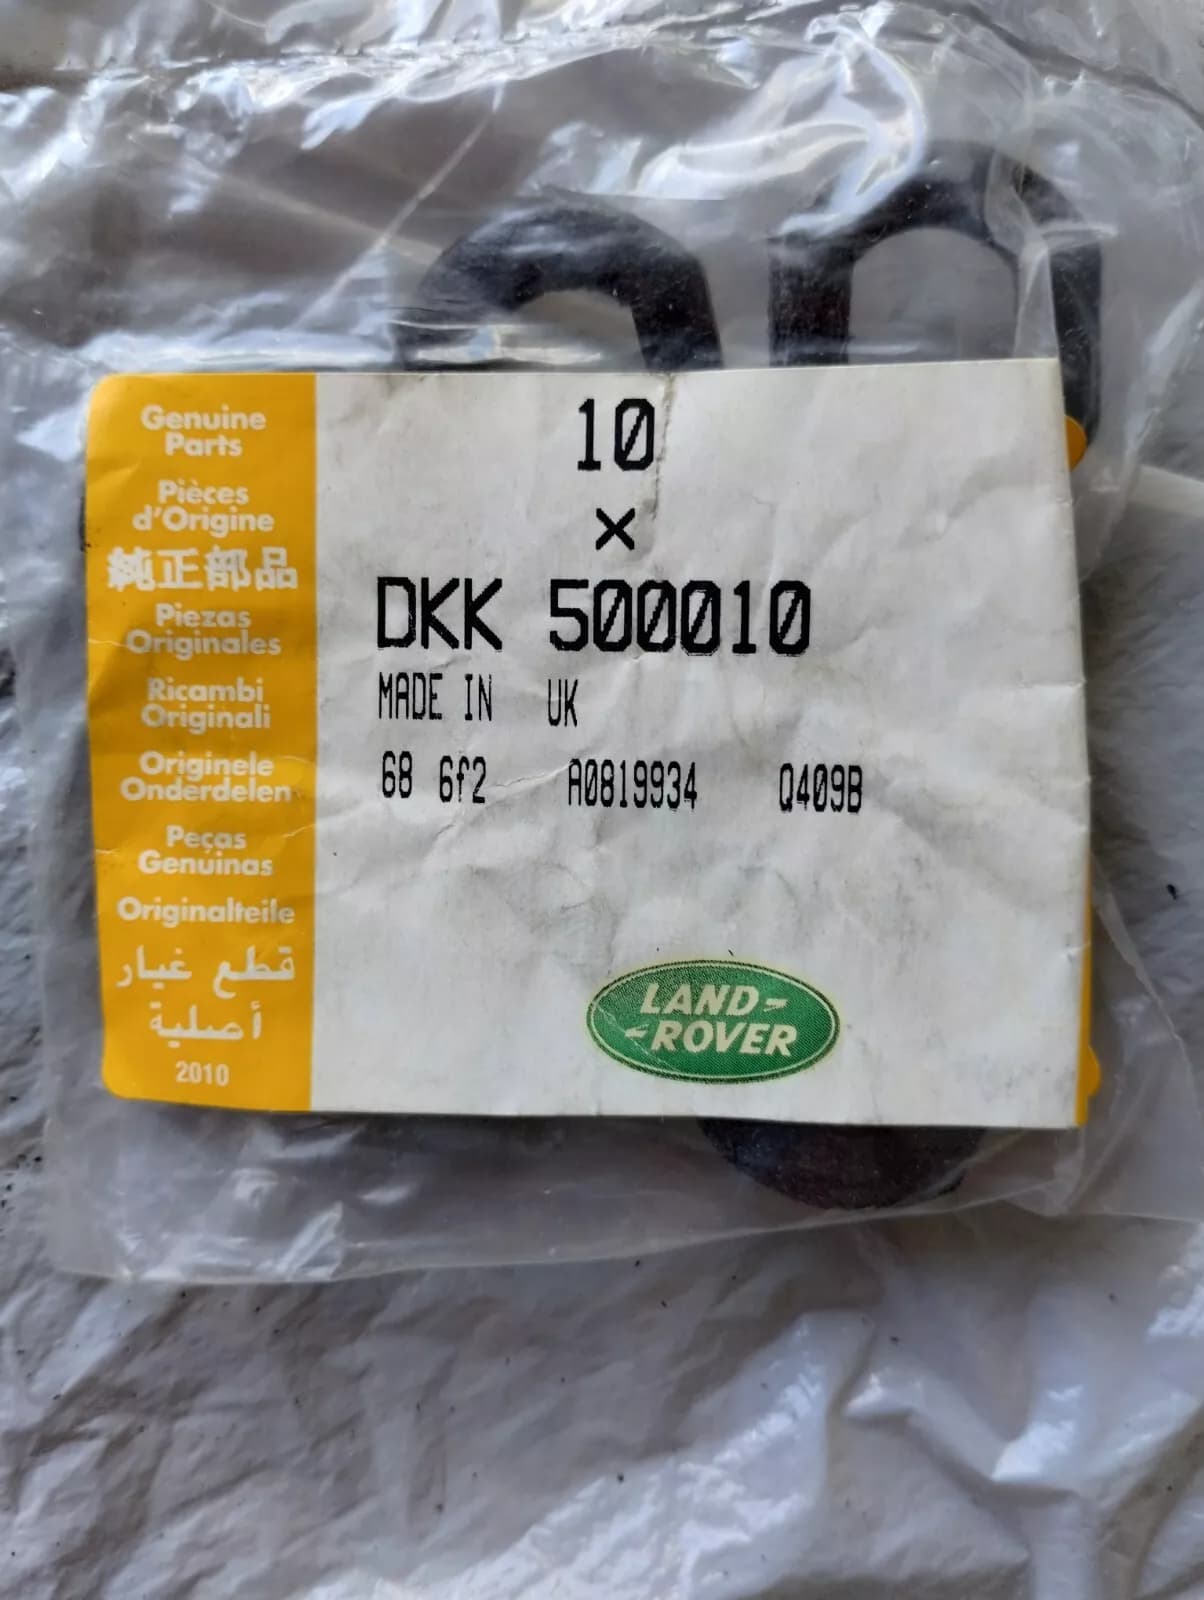 Genuine
Parts
Pièces
d'Origine
純正部品
Piezas
Originales
Ricambi
Originali
Originele
Onderdelen
Peças
Genuinas
Originalteile
قطع غيار
أصلية
2010
10
×
DKK 500010
MADE IN UK
68 6f2 A0819934 Q409B
LAND-
-ROVER